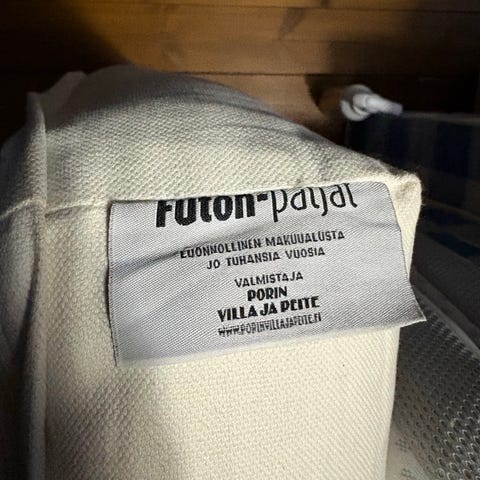 Futon-patjat
LUONNOLLINEN MAKUUALUSTA
JO TUHANSIA VUOSIA
VALMISTAJA
PORIN
VILLA JA PEITE
WWW.PORINVILLAJAPEITE.FI